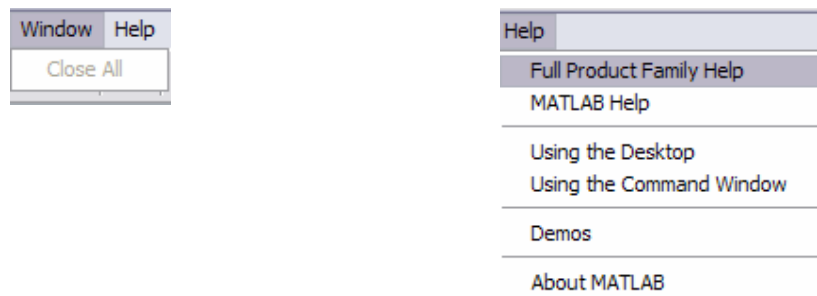 Window Help
Close All
Help
Full Product Family Help
MATLAB Help
Using the Desktop
Using the Command Window
Demos
About MATLAB